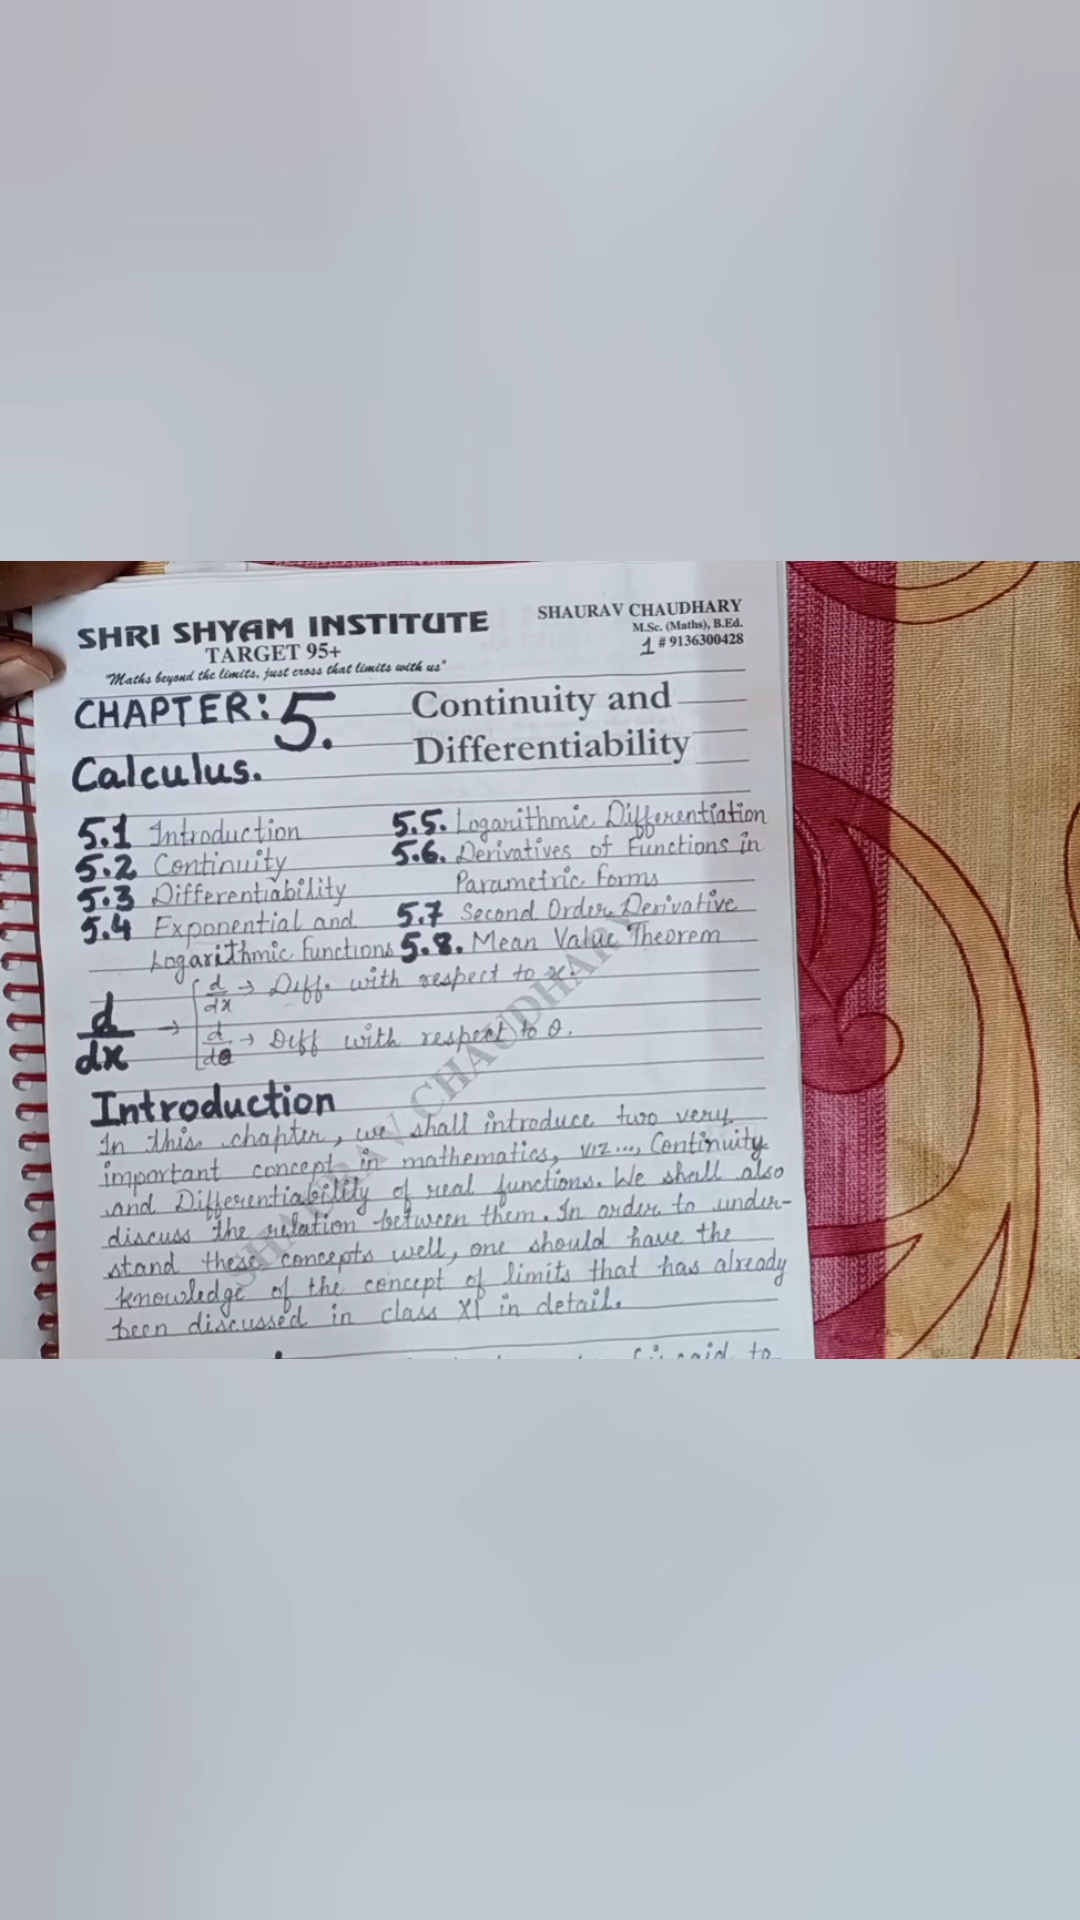 SHRI SHYAM INSTITUTE
TARGET 95+
"Maths beyond the limits, just cross that limits with us"
SHAURAV CHAUDHARY
M.Sc. (Maths), B.Ed.
1 # 9136300428
CHAPTER: 5.
Continuity and
Differentiability
Calculus.
5.1 Introduction
5.2 Continuity
5.3 Differentiability
5.4 Exponential and
Logarithmic functions
5.5. Logarithmic Differentiation
5.6. Derivatives of Functions in
Parametric forms
5.7 Second Order Derivative
5.8. Mean Value Theorem
d/dx → d/dx → Diff. with respect to x.
d/dθ → Diff with respect to θ.
Introduction
In this chapter, we shall introduce two very
important concept in mathematics, viz..., Continuity
and Differentiability of real functions. We shall also
discuss the relation between them. In order to under-
stand these concepts well, one should have the
knowledge of the concept of limits that has already
been discussed in class XI in detail.
said to
SHAURAV CHAUDHARY